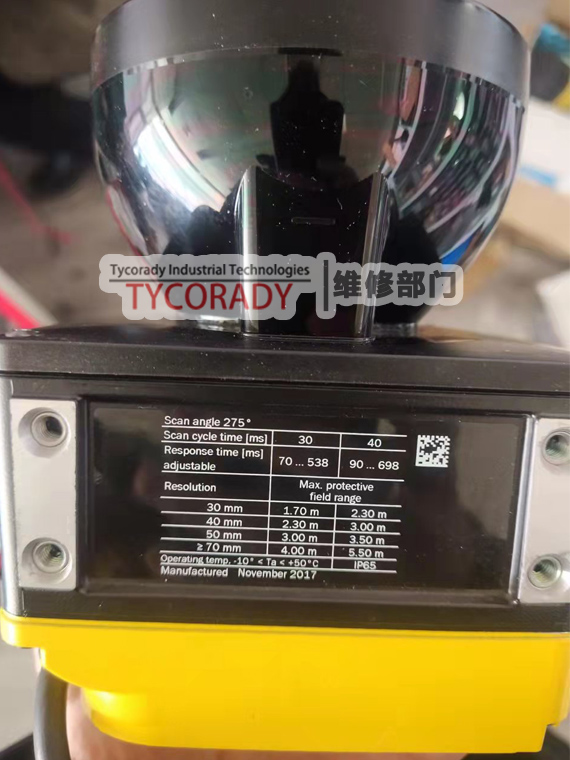 Tycorady Industrial Technologies
TYCORADY
维修部门
Scan angle 275°
Scan cycle time [ms] 30 40
Response time [ms] adjustable 70 ... 538 90 ... 698
Resolution Max. protective field range
30 mm 1.70 m 2.30 m
40 mm 2.30 m 3.00 m
50 mm 3.00 m 3.50 m
≥ 70 mm 4.00 m 5.50 m
Operating temp. -10° < Ta < +50°C IP65
Manufactured November 2017